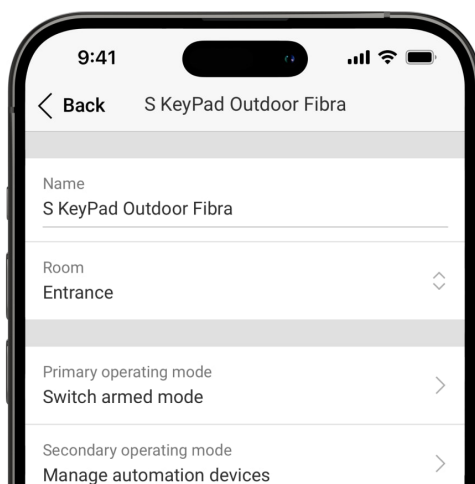 9:41
Back
S KeyPad Outdoor Fibra
Name
S KeyPad Outdoor Fibra
Room
Entrance
Primary operating mode
Switch armed mode
Secondary operating mode
Manage automation devices